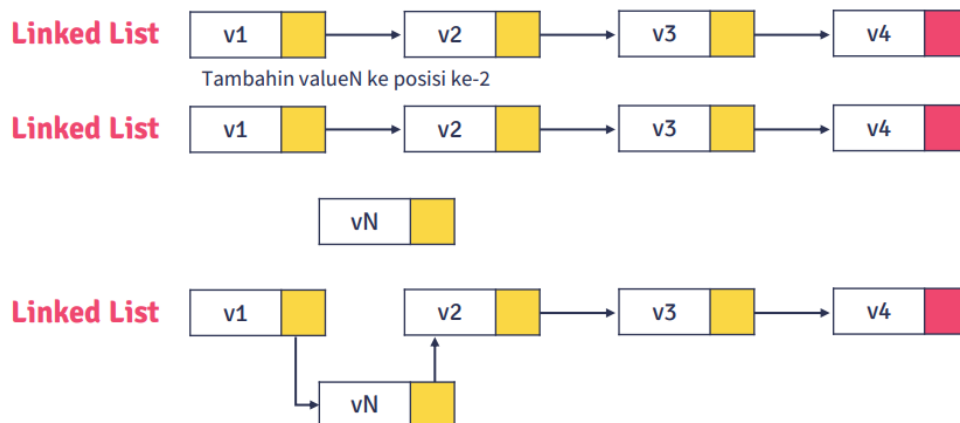 Linked List v1 v2 v3 v4
Tambahin valueN ke posisi ke-2
Linked List v1 v2 v3 v4
vN
Linked List v1 v2 v3 v4
vN